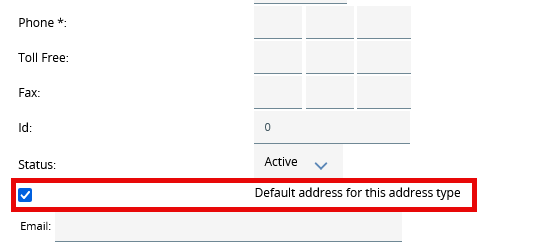 Phone *:
Toll Free:
Fax:
Id: 0
Status: Active
Default address for this address type
Email: